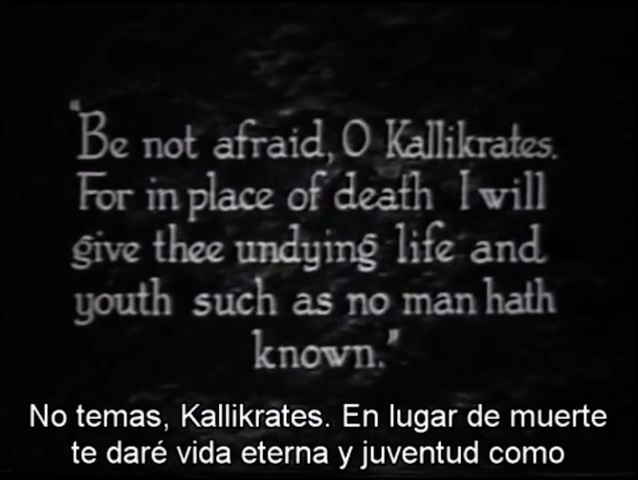 "Be not afraid, O Kallikrates.
For in place of death I will
give thee undying life and
youth such as no man hath
known."
No temas, Kallikrates. En lugar de muerte
te daré vida eterna y juventud como